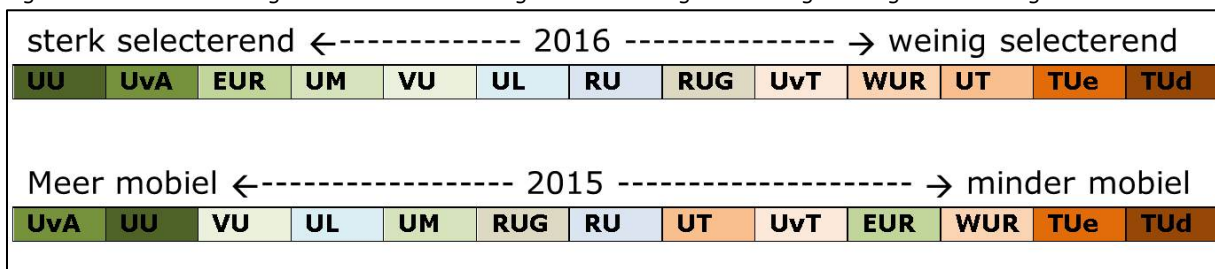 sterk selecterend ←------------- 2016 --------------- → weinig selecterend
UU UvA EUR UM VU UL RU RUG UvT WUR UT TUe TUd
Meer mobiel ←------------------ 2015 --------------------- → minder mobiel
UvA UU VU UL UM RUG RU UT UvT EUR WUR TUe TUd